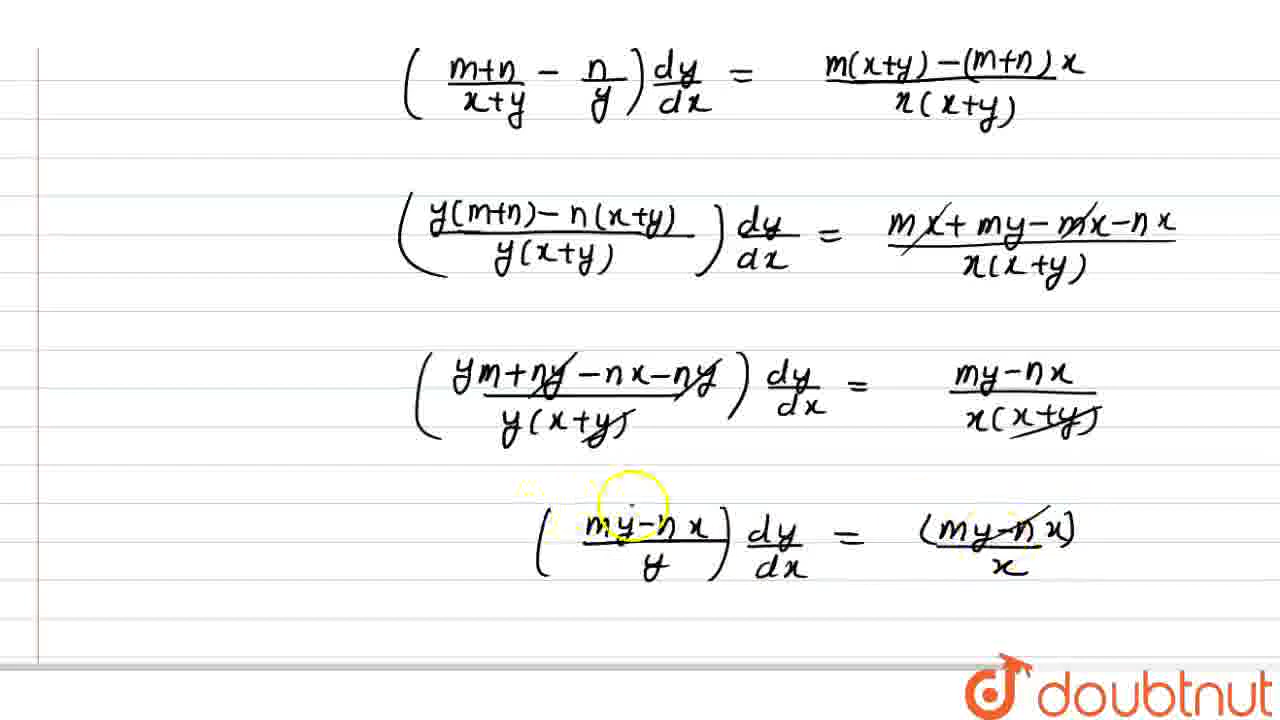 ( m+n/x+y − n/y ) dy/dx = m(x+y) − (m+n) x / x(x+y)
( y(m+n) − n(x+y) / y(x+y) ) dy/dx = mx + my − mx − nx / x(x+y)
( ym + ny − nx − ny / y(x+y) ) dy/dx = my − nx / x(x+y)
( my − nx / y ) dy/dx = (my − nx) / x
doubtnut